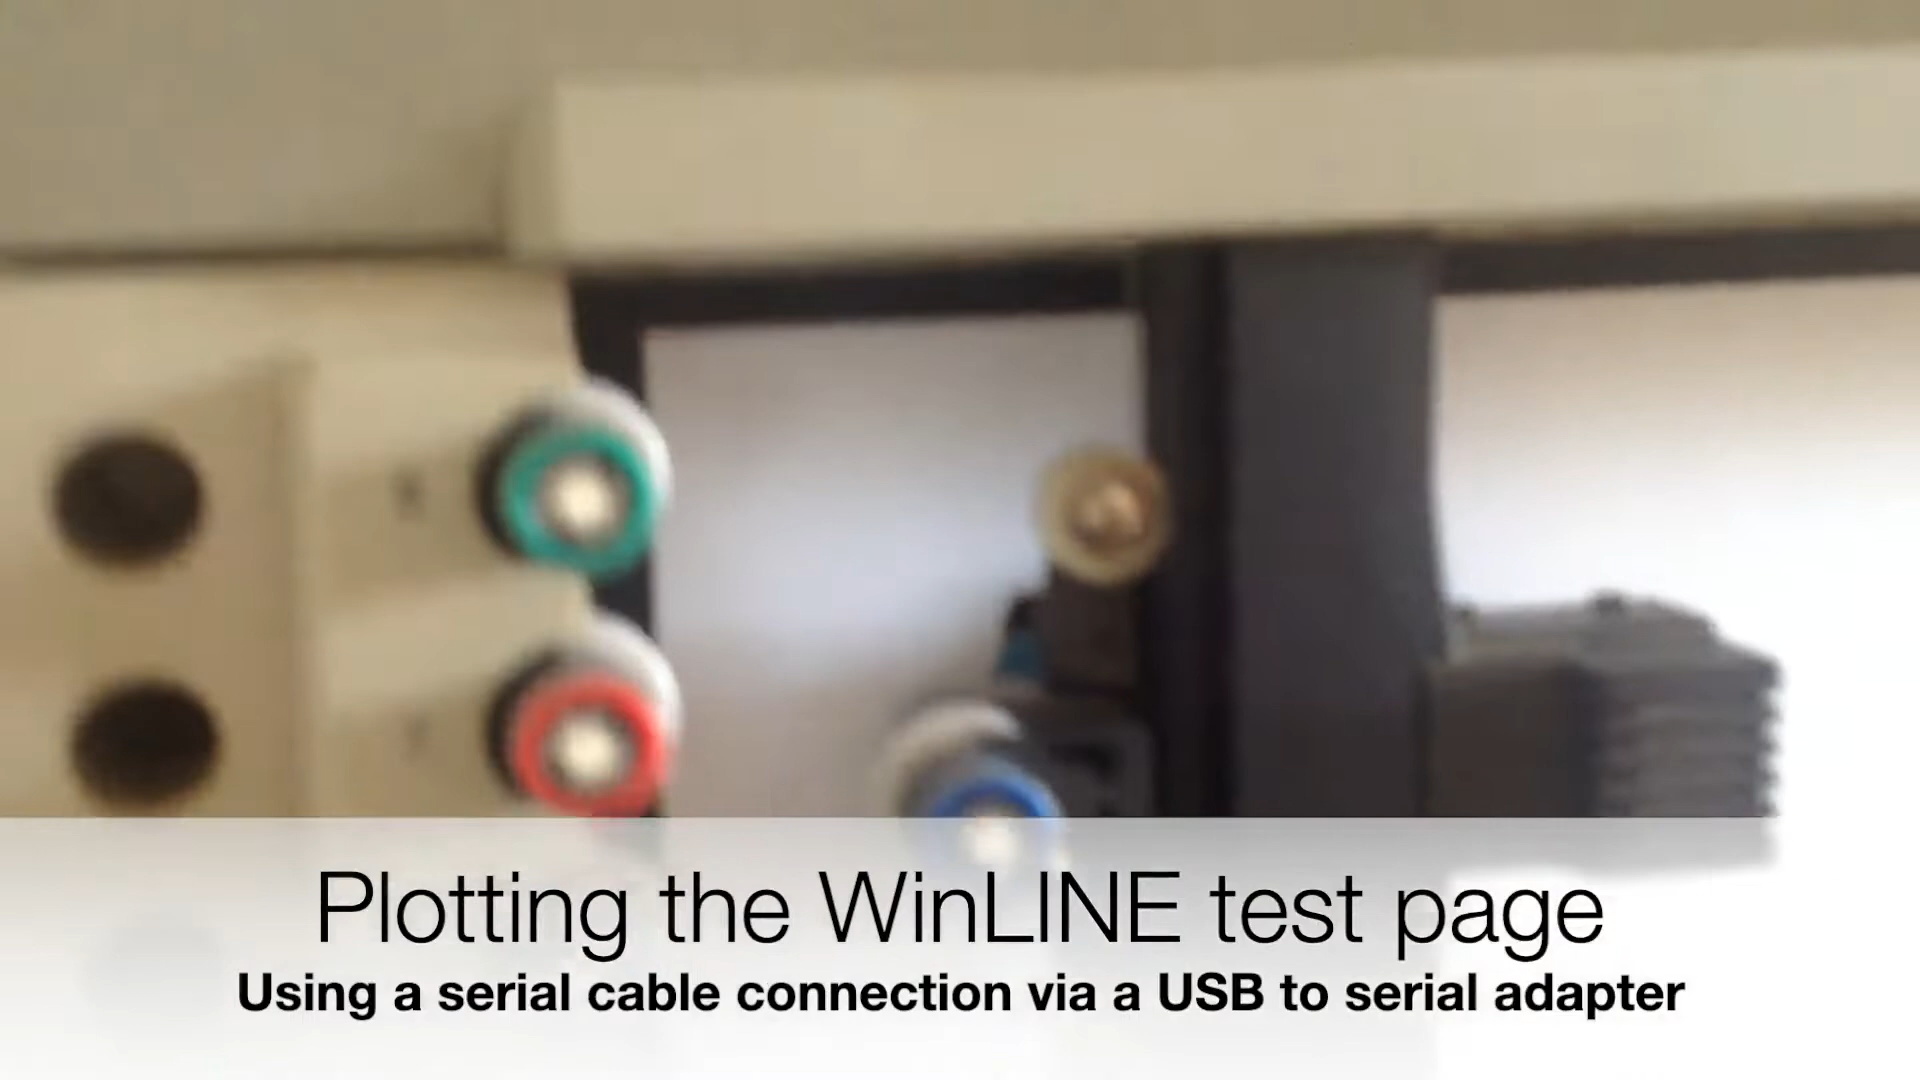 Plotting the WinLINE test page
Using a serial cable connection via a USB to serial adapter